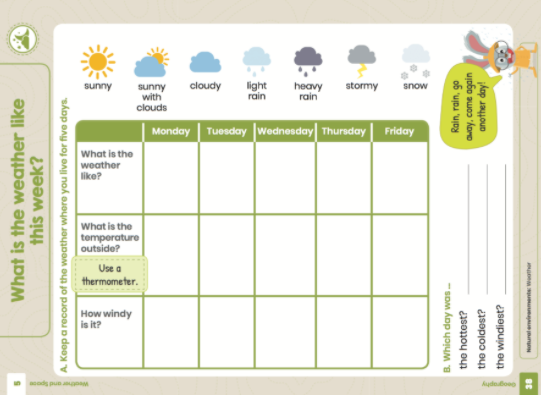 What is the weather like
this week?
A. Keep a record of the weather where you live for five days.
sunny
sunny
with
clouds
cloudy
light
rain
heavy
rain
stormy
snow
Monday Tuesday Wednesday Thursday Friday
What is the
weather
like?
What is the
temperature
outside?
Use a
thermometer.
How windy
is it?
Rain, rain, go
away, come again
another day!
B. Which day was ...
the hottest?
the coldest?
the windiest?
Natural environments: Weather
5
Weather and Space
Geography
38